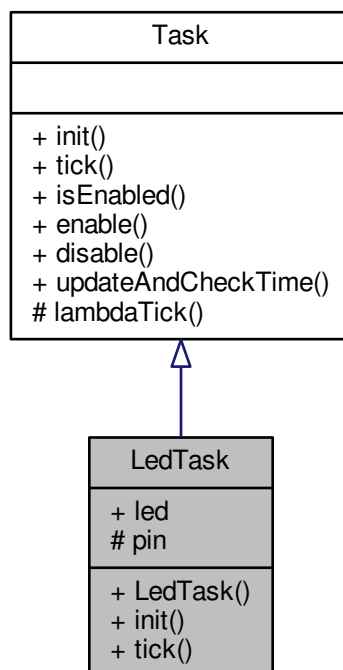 Task
+ init()
+ tick()
+ isEnabled()
+ enable()
+ disable()
+ updateAndCheckTime()
# lambdaTick()
LedTask
+ led
# pin
+ LedTask()
+ init()
+ tick()